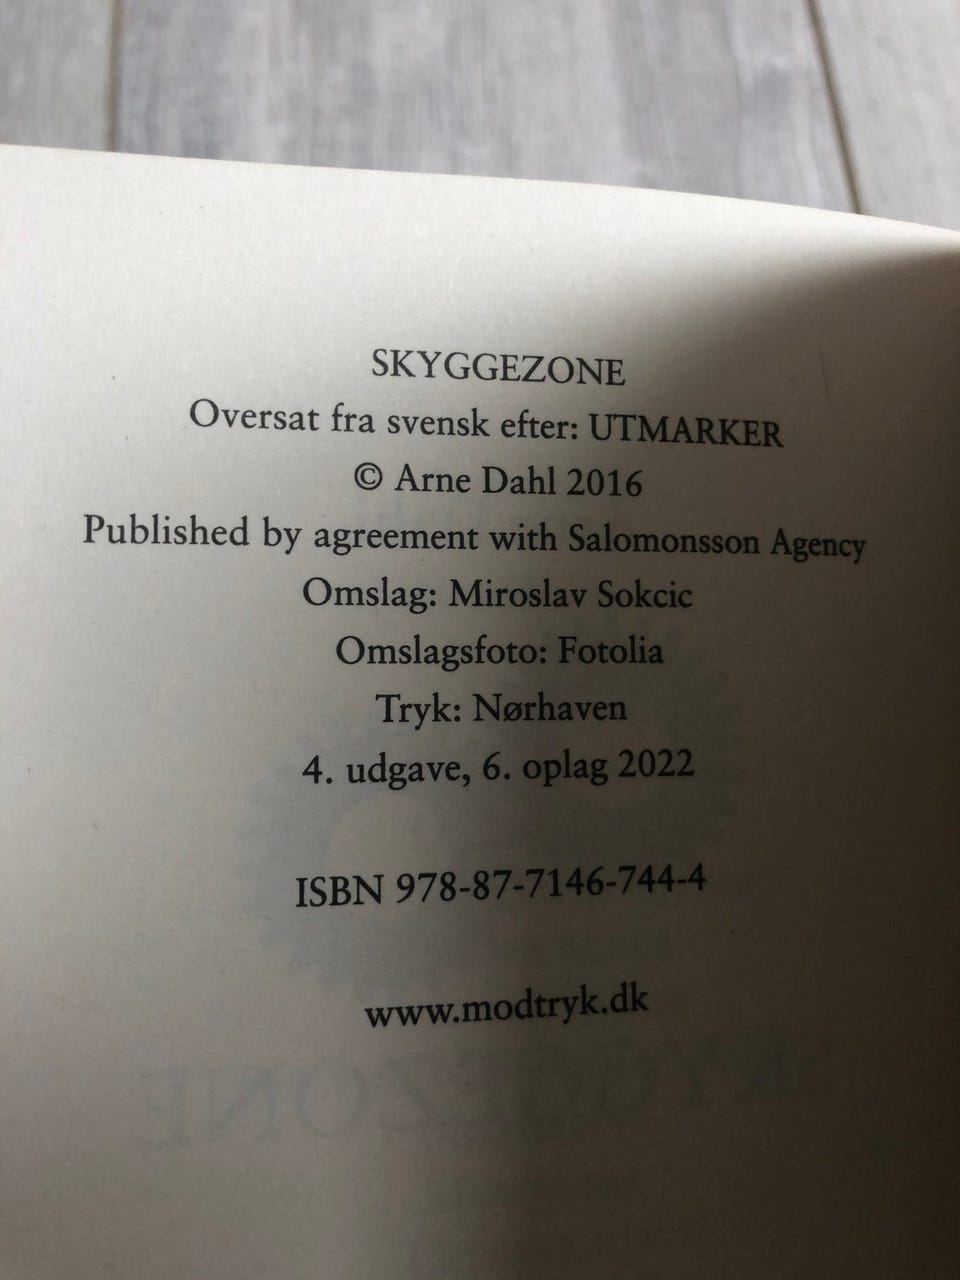 SKYGGEZONE
Oversat fra svensk efter: UTMARKER
© Arne Dahl 2016
Published by agreement with Salomonsson Agency
Omslag: Miroslav Sokcic
Omslagsfoto: Fotolia
Tryk: Nørhaven
4. udgave, 6. oplag 2022
ISBN 978-87-7146-744-4
www.modtryk.dk
SKYGGEZONE